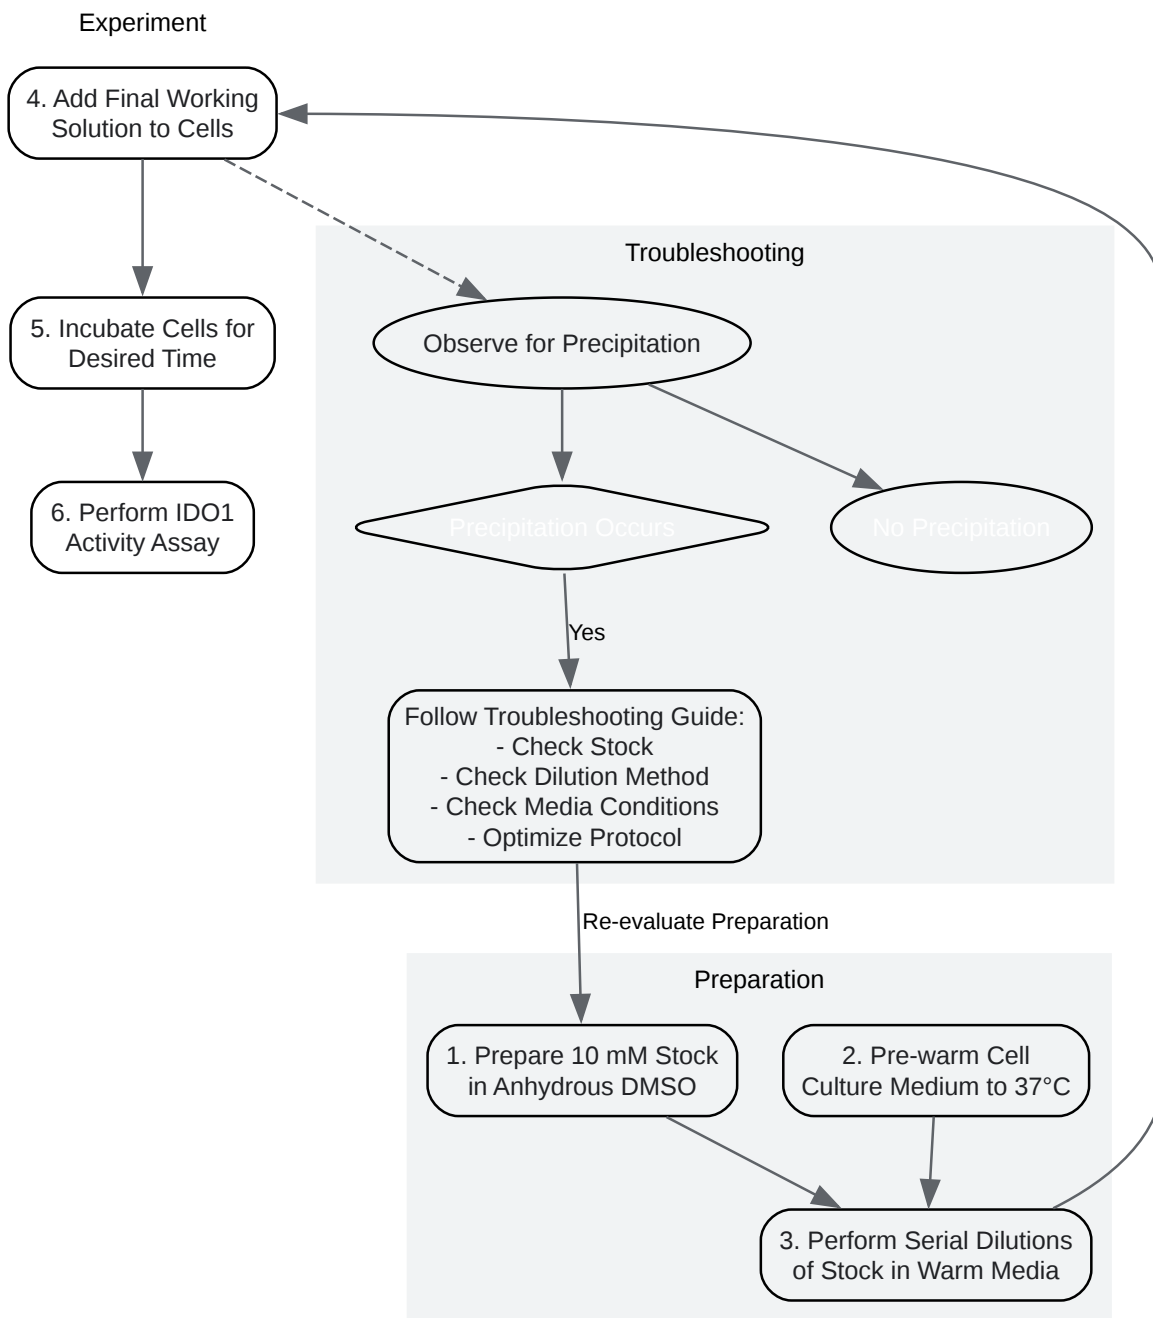 Experiment
4. Add Final Working
Solution to Cells
Troubleshooting
5. Incubate Cells for
Desired Time
Observe for Precipitation
6. Perform IDO1
Activity Assay
Precipitation Occurs
No Precipitation
Yes
Follow Troubleshooting Guide:
- Check Stock
- Check Dilution Method
- Check Media Conditions
- Optimize Protocol
Re-evaluate Preparation
Preparation
1. Prepare 10 mM Stock
in Anhydrous DMSO
2. Pre-warm Cell
Culture Medium to 37°C
3. Perform Serial Dilutions
of Stock in Warm Media